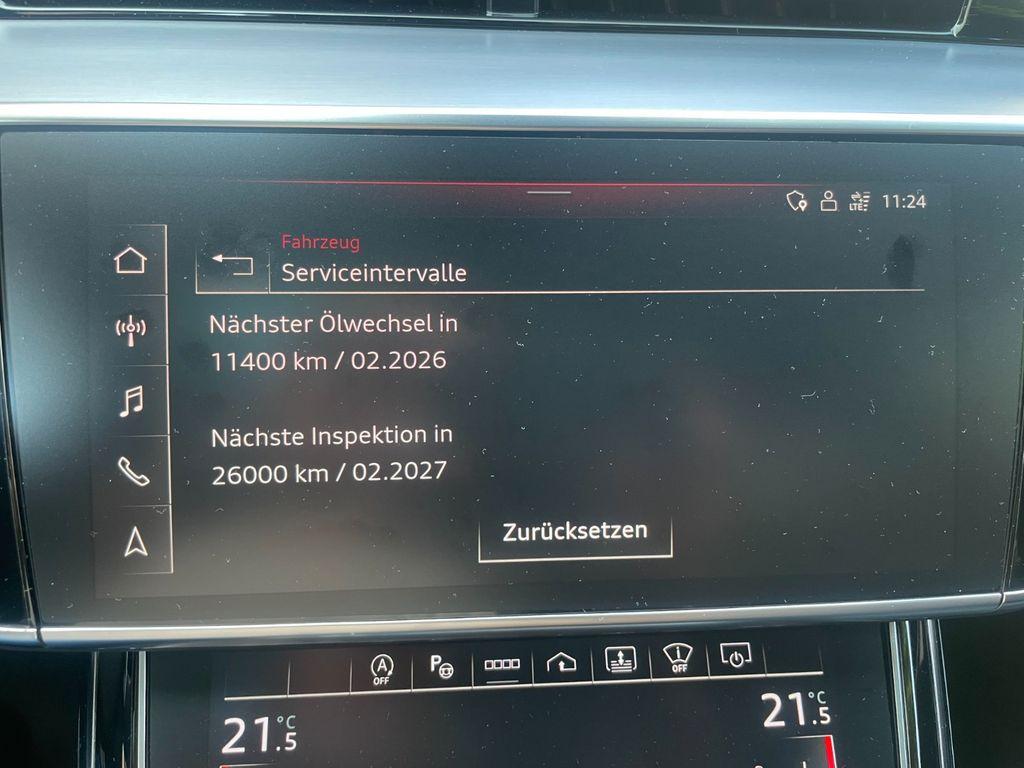 LTE 11:24
Fahrzeug
Serviceintervalle
Nächster Ölwechsel in
11400 km / 02.2026
Nächste Inspektion in
26000 km / 02.2027
Zurücksetzen
A OFF
P
OFF
21.5 °C
21.5 °C